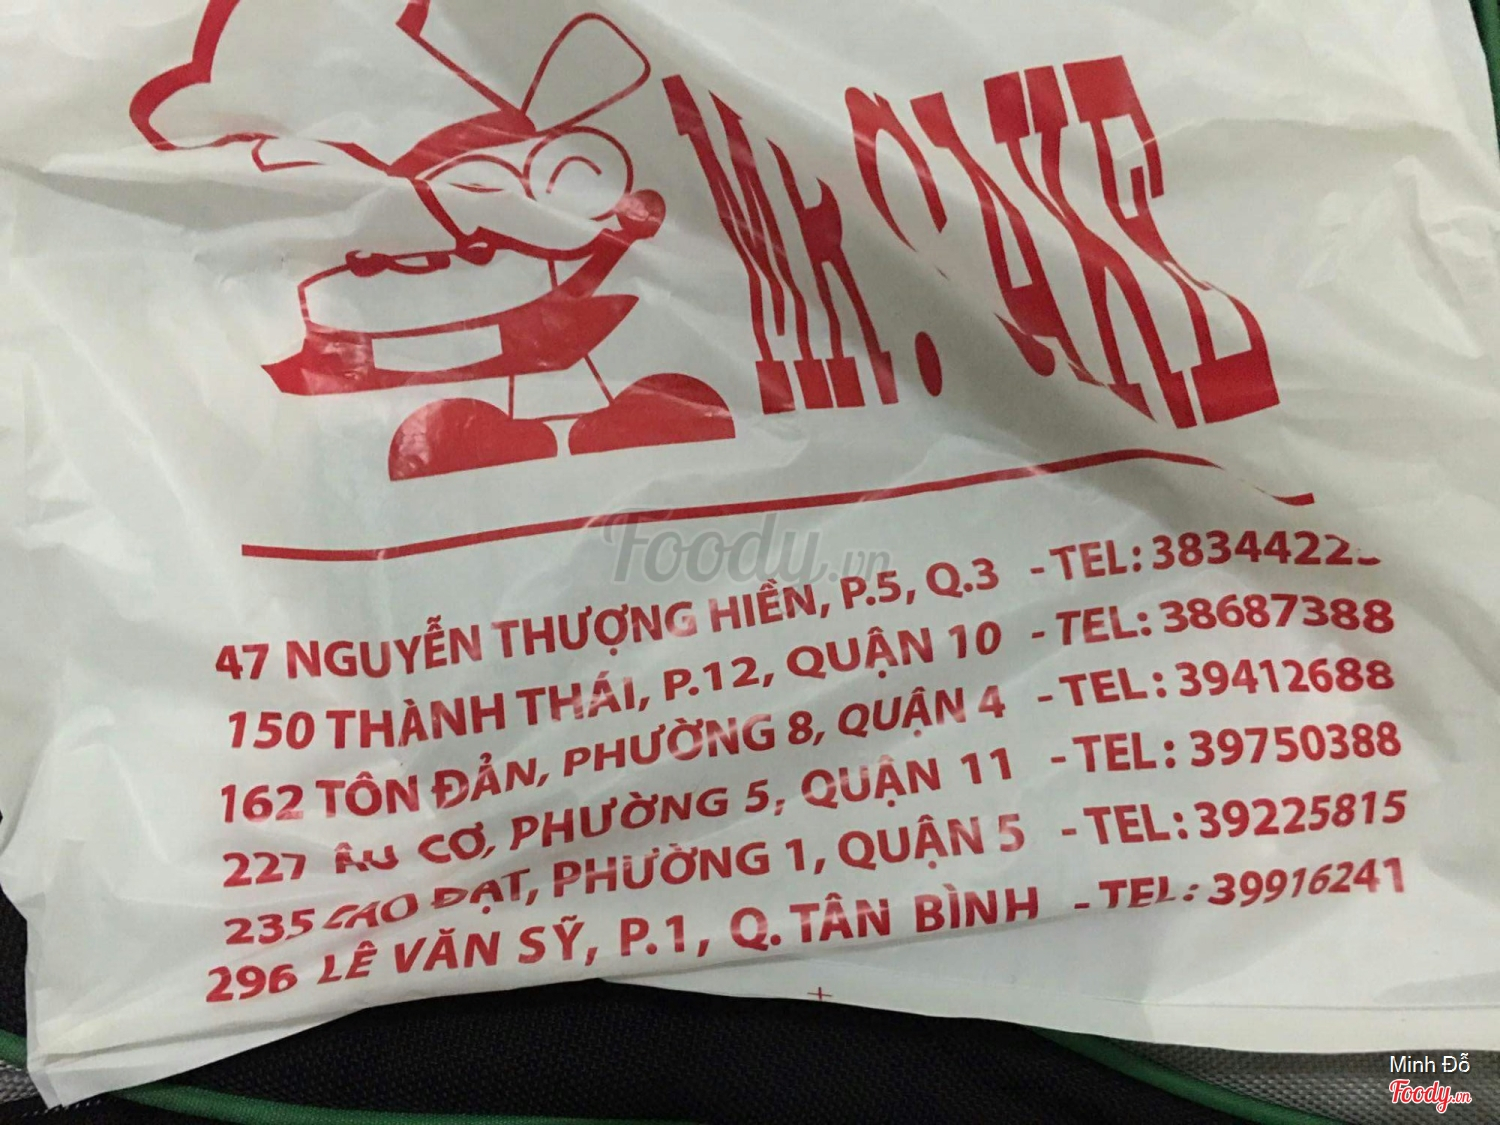 Mr. CAKE
47 NGUYỄN THƯỢNG HIỀN, P.5, Q.3 - TEL: 3834422
150 THÀNH THÁI, P.12, QUẬN 10 - TEL: 38687388
162 TÔN ĐẢN, PHƯỜNG 8, QUẬN 4 - TEL: 39412688
227 ÂU CƠ, PHƯỜNG 5, QUẬN 11 - TEL: 39750388
235 CAO ĐẠT, PHƯỜNG 1, QUẬN 5 - TEL: 39225815
296 LÊ VĂN SỸ, P.1, Q. TÂN BÌNH - TEL: 39916241
Foody.vn
Minh Đỗ
Foody.vn